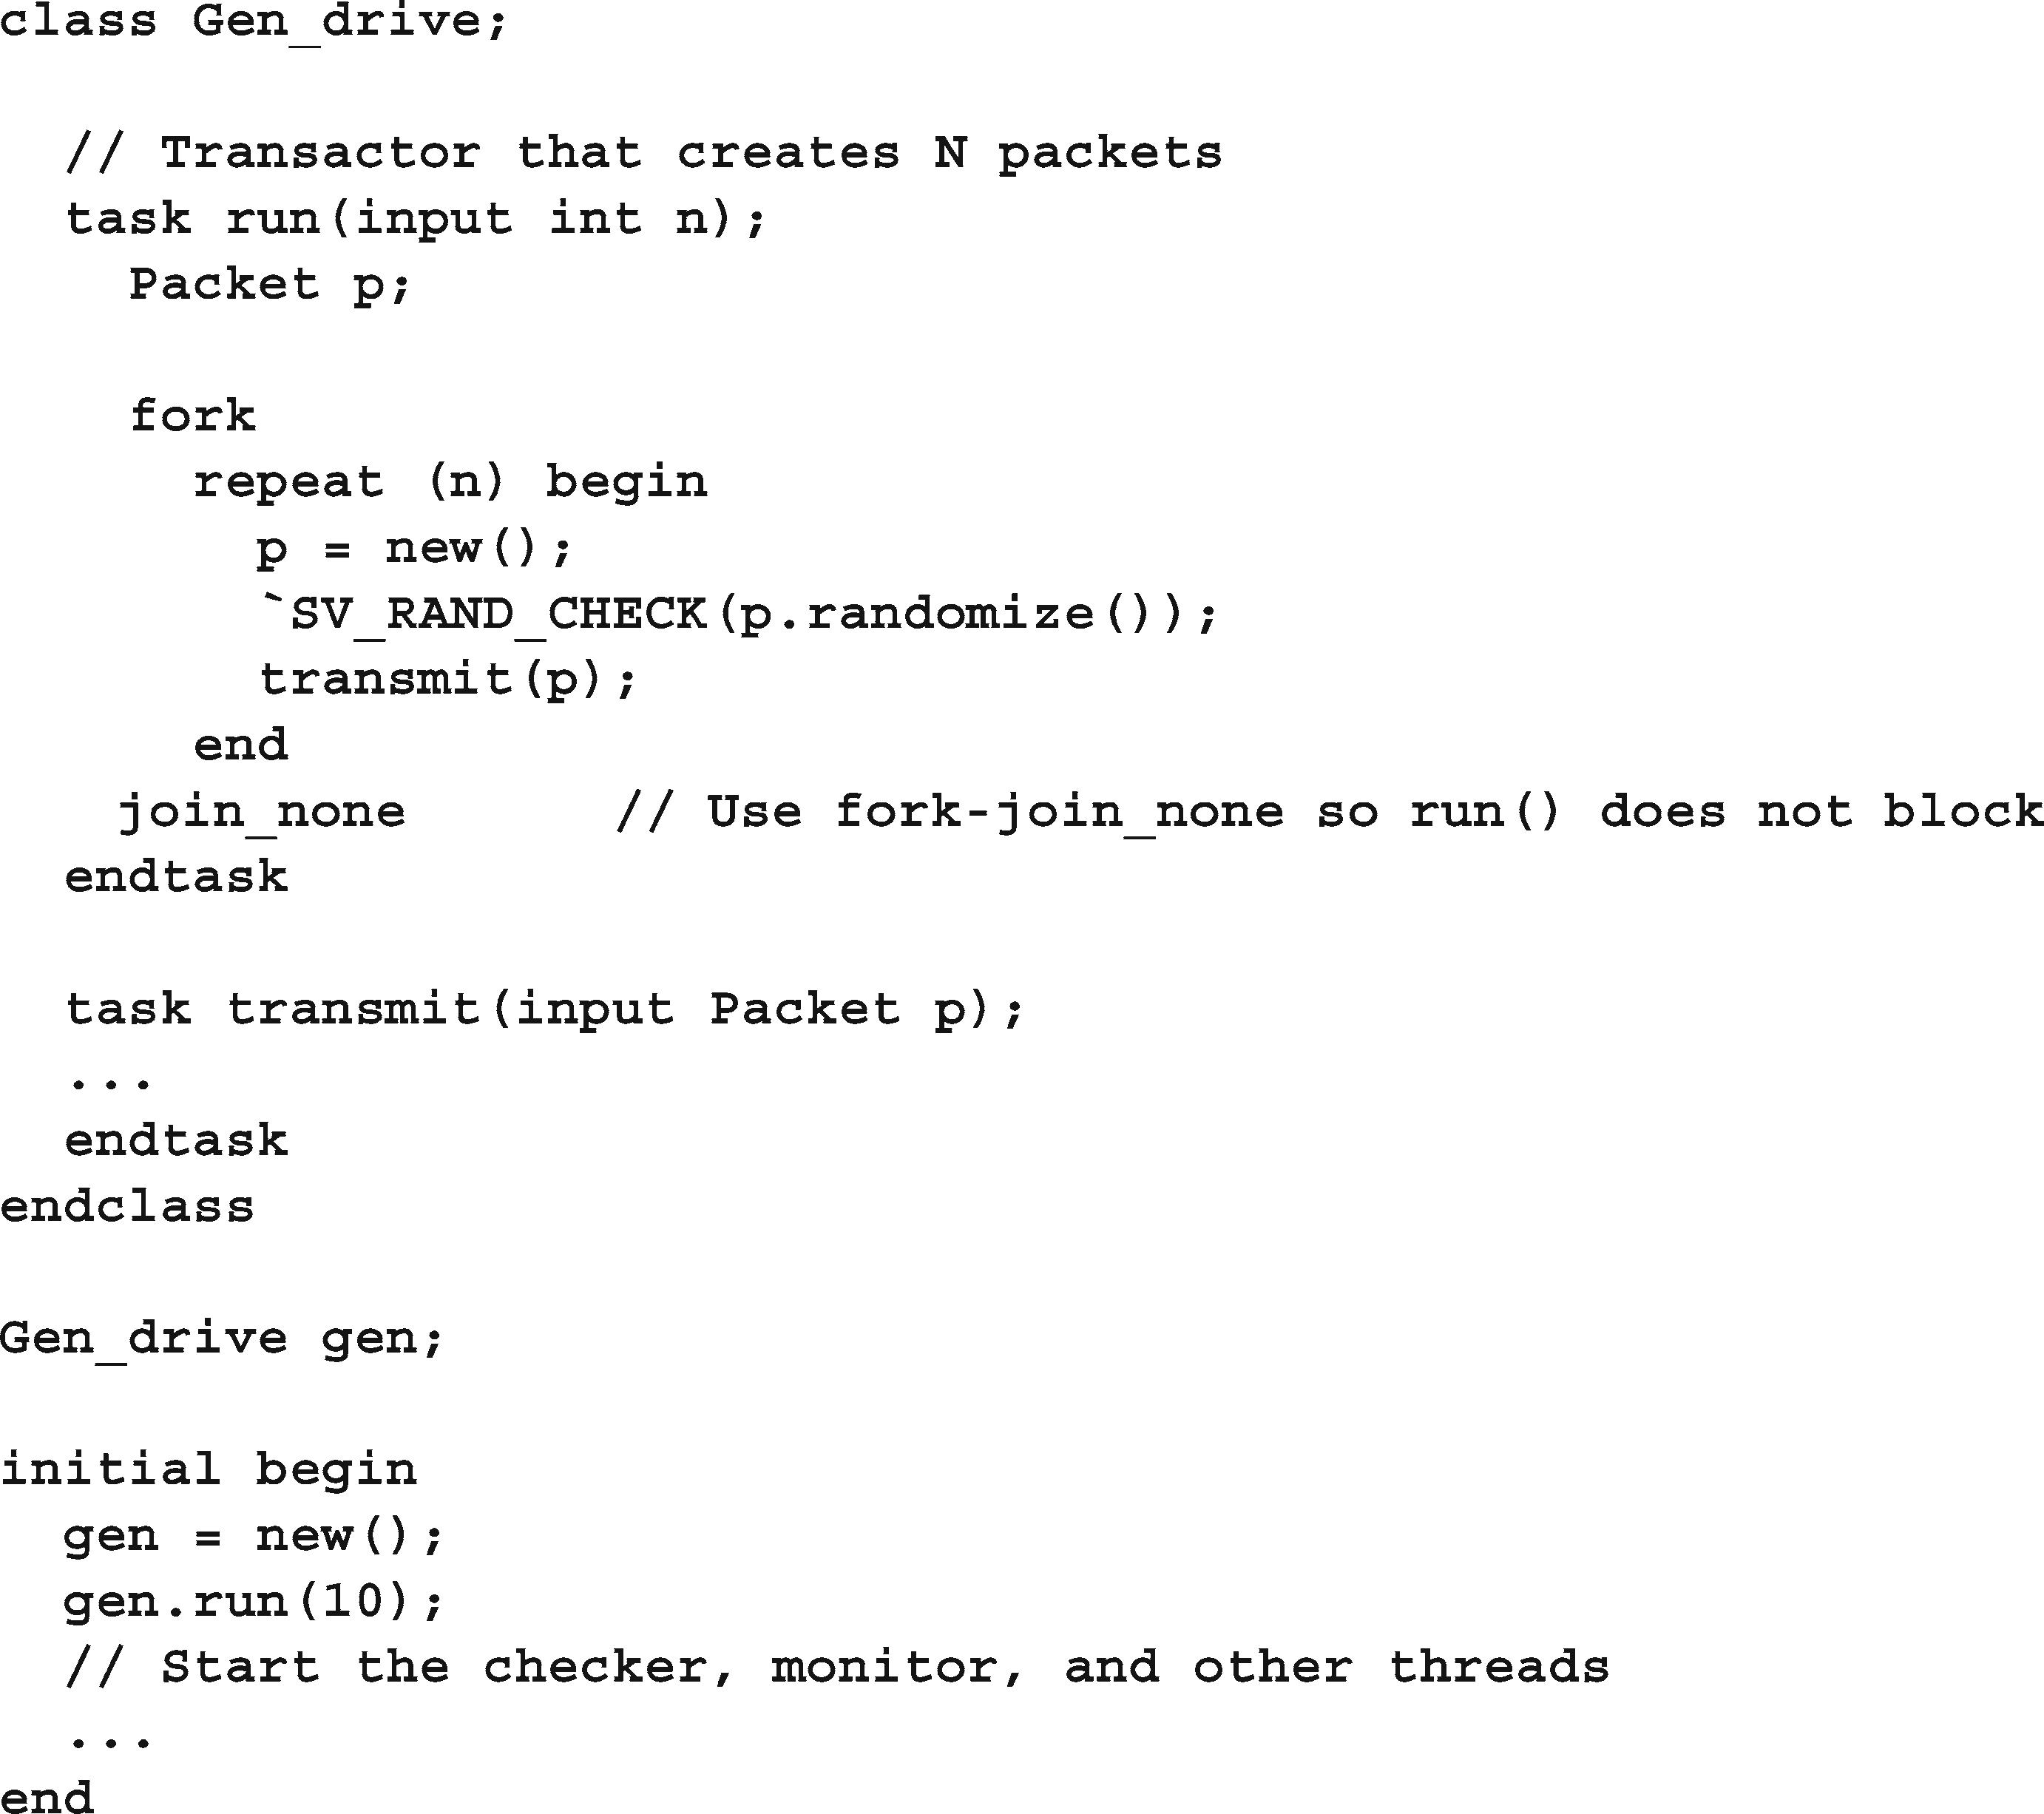 class Gen_drive;
// Transactor that creates N packets
task run(input int n);
Packet p;
fork
repeat (n) begin
p = new();
`SV_RAND_CHECK(p.randomize());
transmit(p);
end
join_none // Use fork-join_none so run() does not block
endtask
task transmit(input Packet p);
...
endtask
endclass
Gen_drive gen;
initial begin
gen = new();
gen.run(10);
// Start the checker, monitor, and other threads
...
end